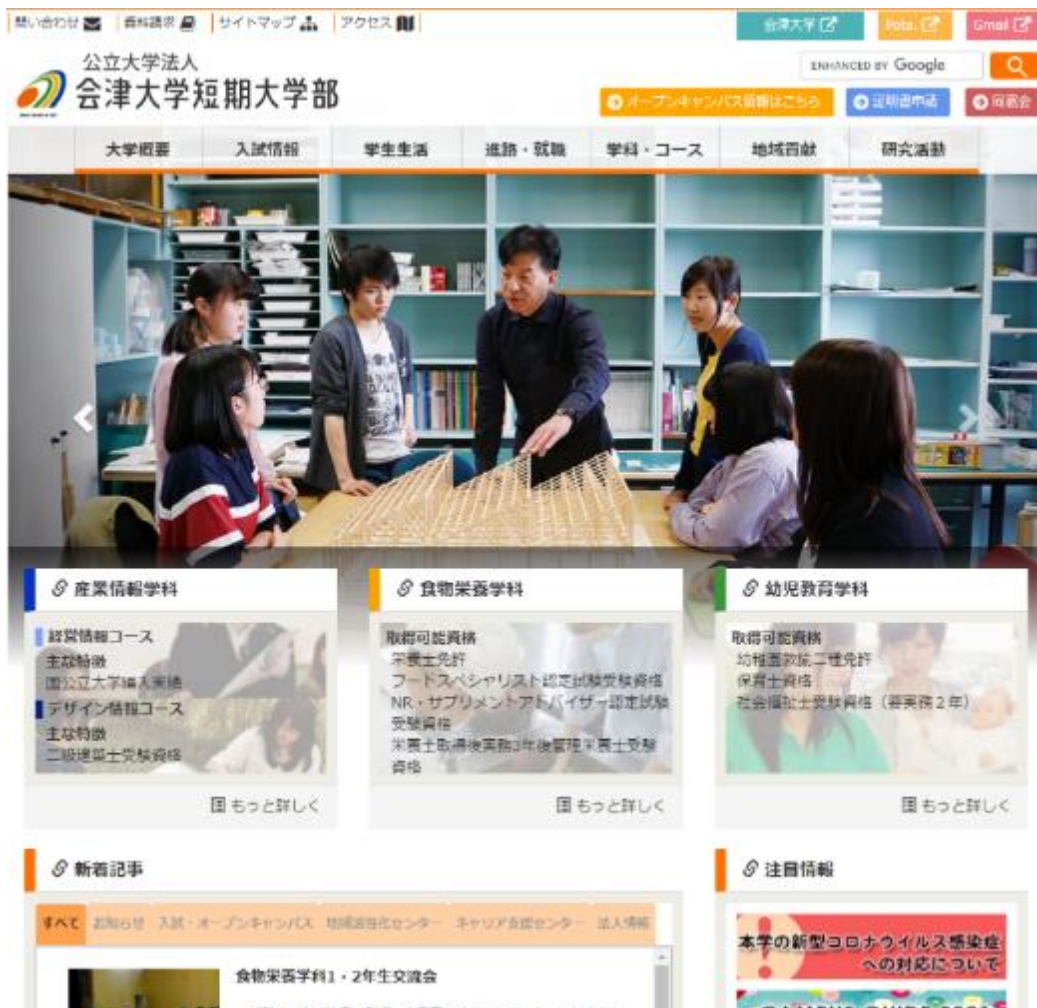 問い合わせ
資料請求
サイトマップ
アクセス
会津大学
Gmail
公立大学法人
会津大学短期大学部
ENHANCED BY Google
オープンキャンパス情報はこちら
証明書申請
同窓会
大学概要
入試情報
学生生活
進路・就職
学科・コース
地域貢献
研究活動
産業情報学科
経営情報コース
主な特徴
国公立大学編入実績
デザイン情報コース
主な特徴
二級建築士受験資格
もっと詳しく
食物栄養学科
取得可能資格
栄養士免許
フードスペシャリスト認定試験受験資格
NR・サプリメントアドバイザー認定試験
受験資格
栄養士取得後実務3年後管理栄養士受験
資格
もっと詳しく
幼児教育学科
取得可能資格
幼稚園教諭二種免許
保育士資格
社会福祉士受験資格（要実務２年）
もっと詳しく
新着記事
すべて
お知らせ
入試・オープンキャンパス
地域活性化センター
キャリア支援センター
法人情報
食物栄養学科1・2年生交流会
注目情報
本学の新型コロナウイルス感染症
への対応について